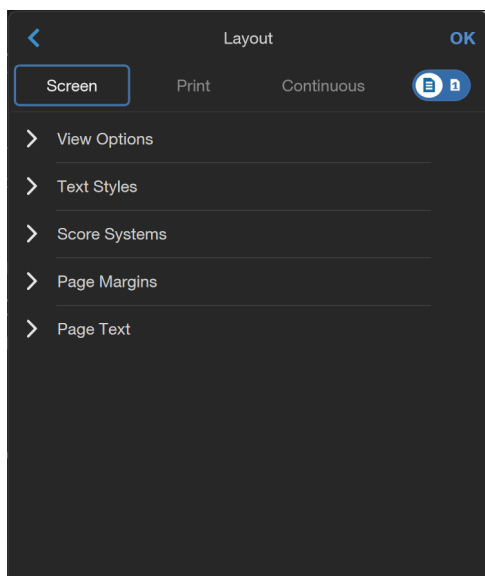 Layout OK
Screen Print Continuous
View Options
Text Styles
Score Systems
Page Margins
Page Text